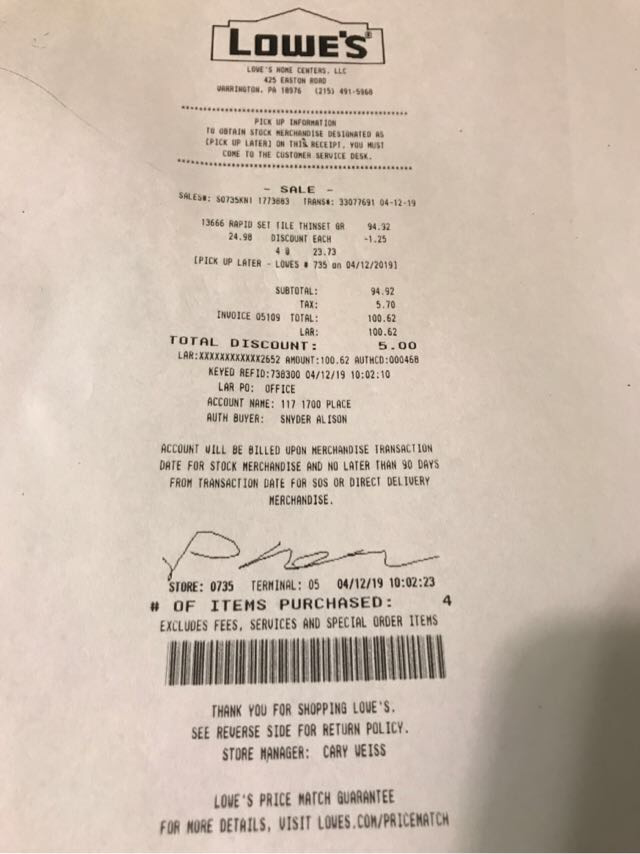 LOWE'S®
LOWE'S HOME CENTERS, LLC
425 EASTON ROAD
WARRINGTON, PA 18976 (215) 491-5968
PICK UP INFORMATION
TO OBTAIN STOCK MERCHANDISE DESIGNATED AS
[PICK UP LATER] ON THIS RECEIPT, YOU MUST
COME TO THE CUSTOMER SERVICE DESK.
- SALE -
SALES#: S0735KN1 1773683 TRANS#: 33077691 04-12-19
13666 RAPID SET TILE THINSET GR 94.92
24.98 DISCOUNT EACH -1.25
4 @ 23.73
[PICK UP LATER - LOWES # 735 on 04/12/2019]
SUBTOTAL: 94.92
TAX: 5.70
INVOICE 05109 TOTAL: 100.62
LAR: 100.62
TOTAL DISCOUNT: 5.00
LAR:XXXXXXXXXXXX2652 AMOUNT:100.62 AUTHCD:000468
KEYED REFID:738300 04/12/19 10:02:10
LAR PO: OFFICE
ACCOUNT NAME: 117 1700 PLACE
AUTH BUYER: SNYDER ALISON
ACCOUNT WILL BE BILLED UPON MERCHANDISE TRANSACTION
DATE FOR STOCK MERCHANDISE AND NO LATER THAN 90 DAYS
FROM TRANSACTION DATE FOR SOS OR DIRECT DELIVERY
MERCHANDISE.
STORE: 0735 TERMINAL: 05 04/12/19 10:02:23
# OF ITEMS PURCHASED: 4
EXCLUDES FEES, SERVICES AND SPECIAL ORDER ITEMS
THANK YOU FOR SHOPPING LOWE'S.
SEE REVERSE SIDE FOR RETURN POLICY.
STORE MANAGER: CARY WEISS
LOWE'S PRICE MATCH GUARANTEE
FOR MORE DETAILS, VISIT LOWES.COM/PRICEMATCH